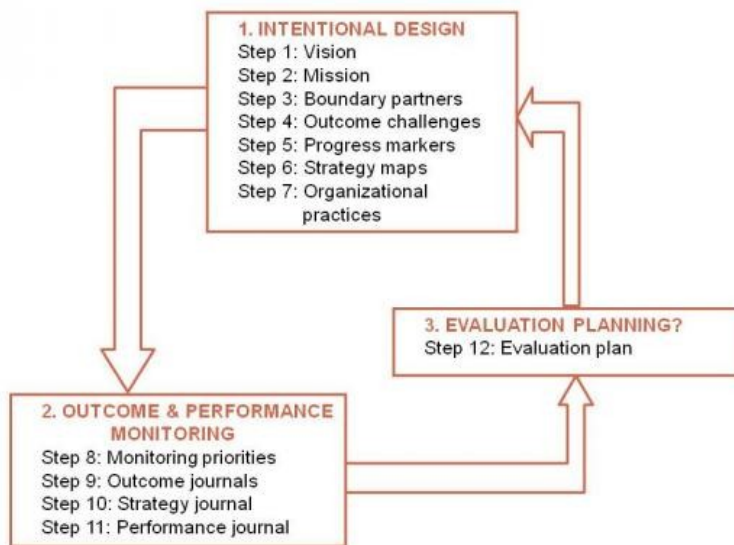 1. INTENTIONAL DESIGN
Step 1: Vision
Step 2: Mission
Step 3: Boundary partners
Step 4: Outcome challenges
Step 5: Progress markers
Step 6: Strategy maps
Step 7: Organizational
practices
3. EVALUATION PLANNING?
Step 12: Evaluation plan
2. OUTCOME & PERFORMANCE
MONITORING
Step 8: Monitoring priorities
Step 9: Outcome journals
Step 10: Strategy journal
Step 11: Performance journal